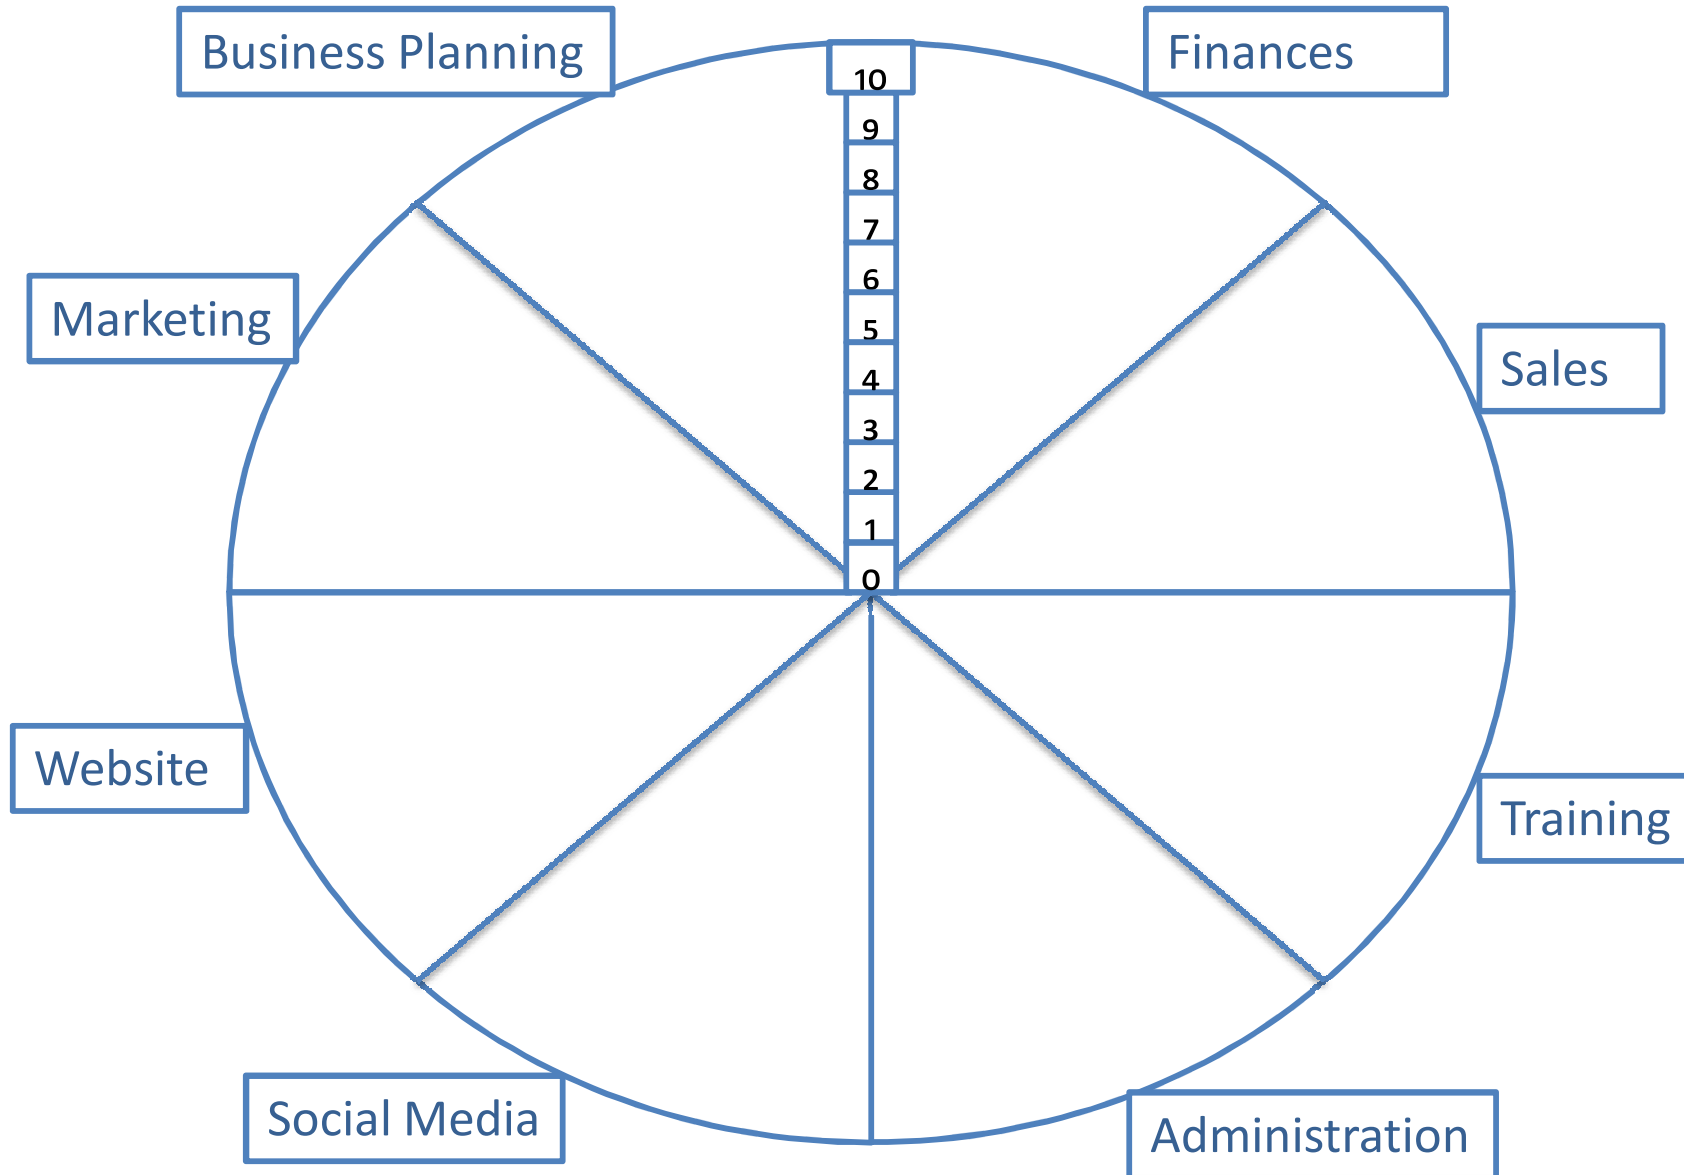 Business Planning
Finances
10
9
8
7
6
5
4
3
2
1
0
Marketing
Sales
Website
Training
Social Media
Administration